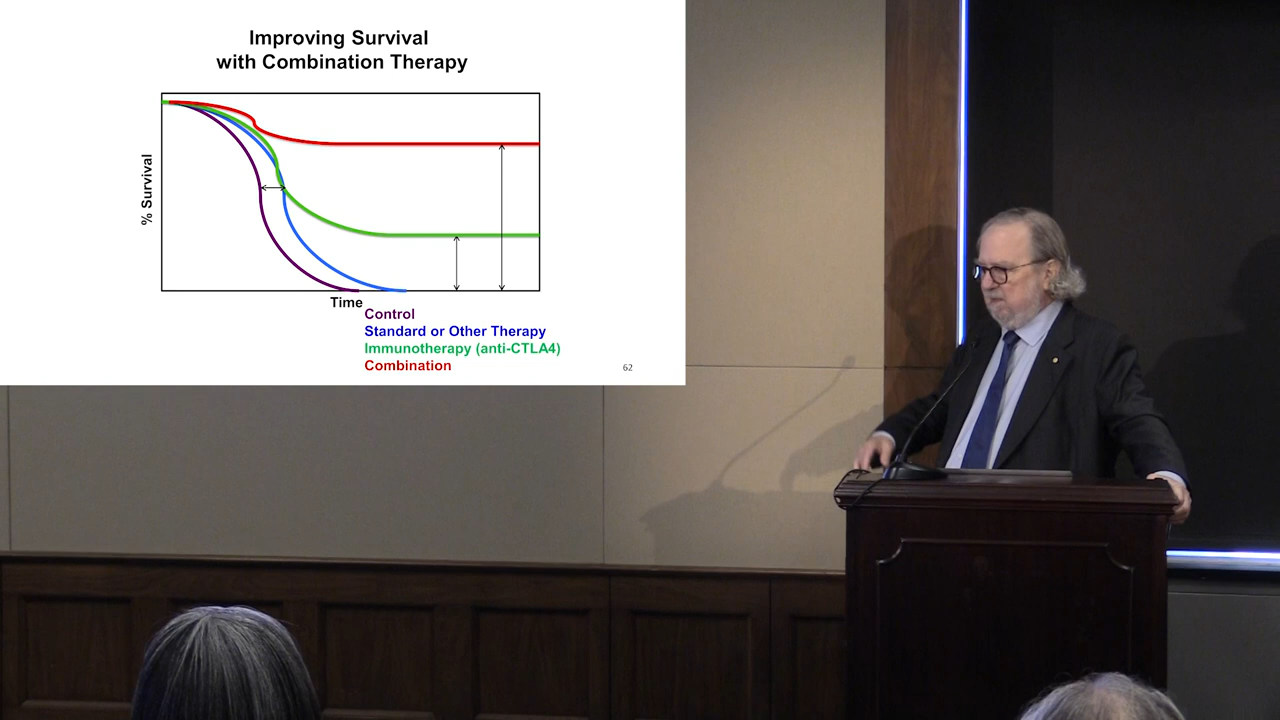 Improving Survival
with Combination Therapy
% Survival
Time
Control
Standard or Other Therapy
Immunotherapy (anti-CTLA4)
Combination
62